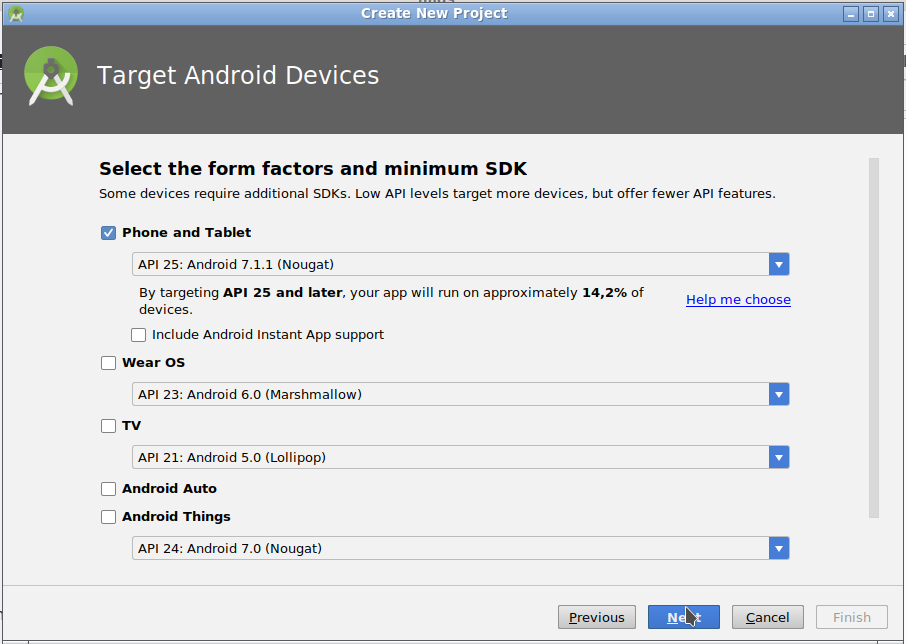 Create New Project
Target Android Devices
Select the form factors and minimum SDK
Some devices require additional SDKs. Low API levels target more devices, but offer fewer API features.
Phone and Tablet
API 25: Android 7.1.1 (Nougat)
By targeting API 25 and later, your app will run on approximately 14,2% of
devices.
Help me choose
Include Android Instant App support
Wear OS
API 23: Android 6.0 (Marshmallow)
TV
API 21: Android 5.0 (Lollipop)
Android Auto
Android Things
API 24: Android 7.0 (Nougat)
Previous Next Cancel Finish